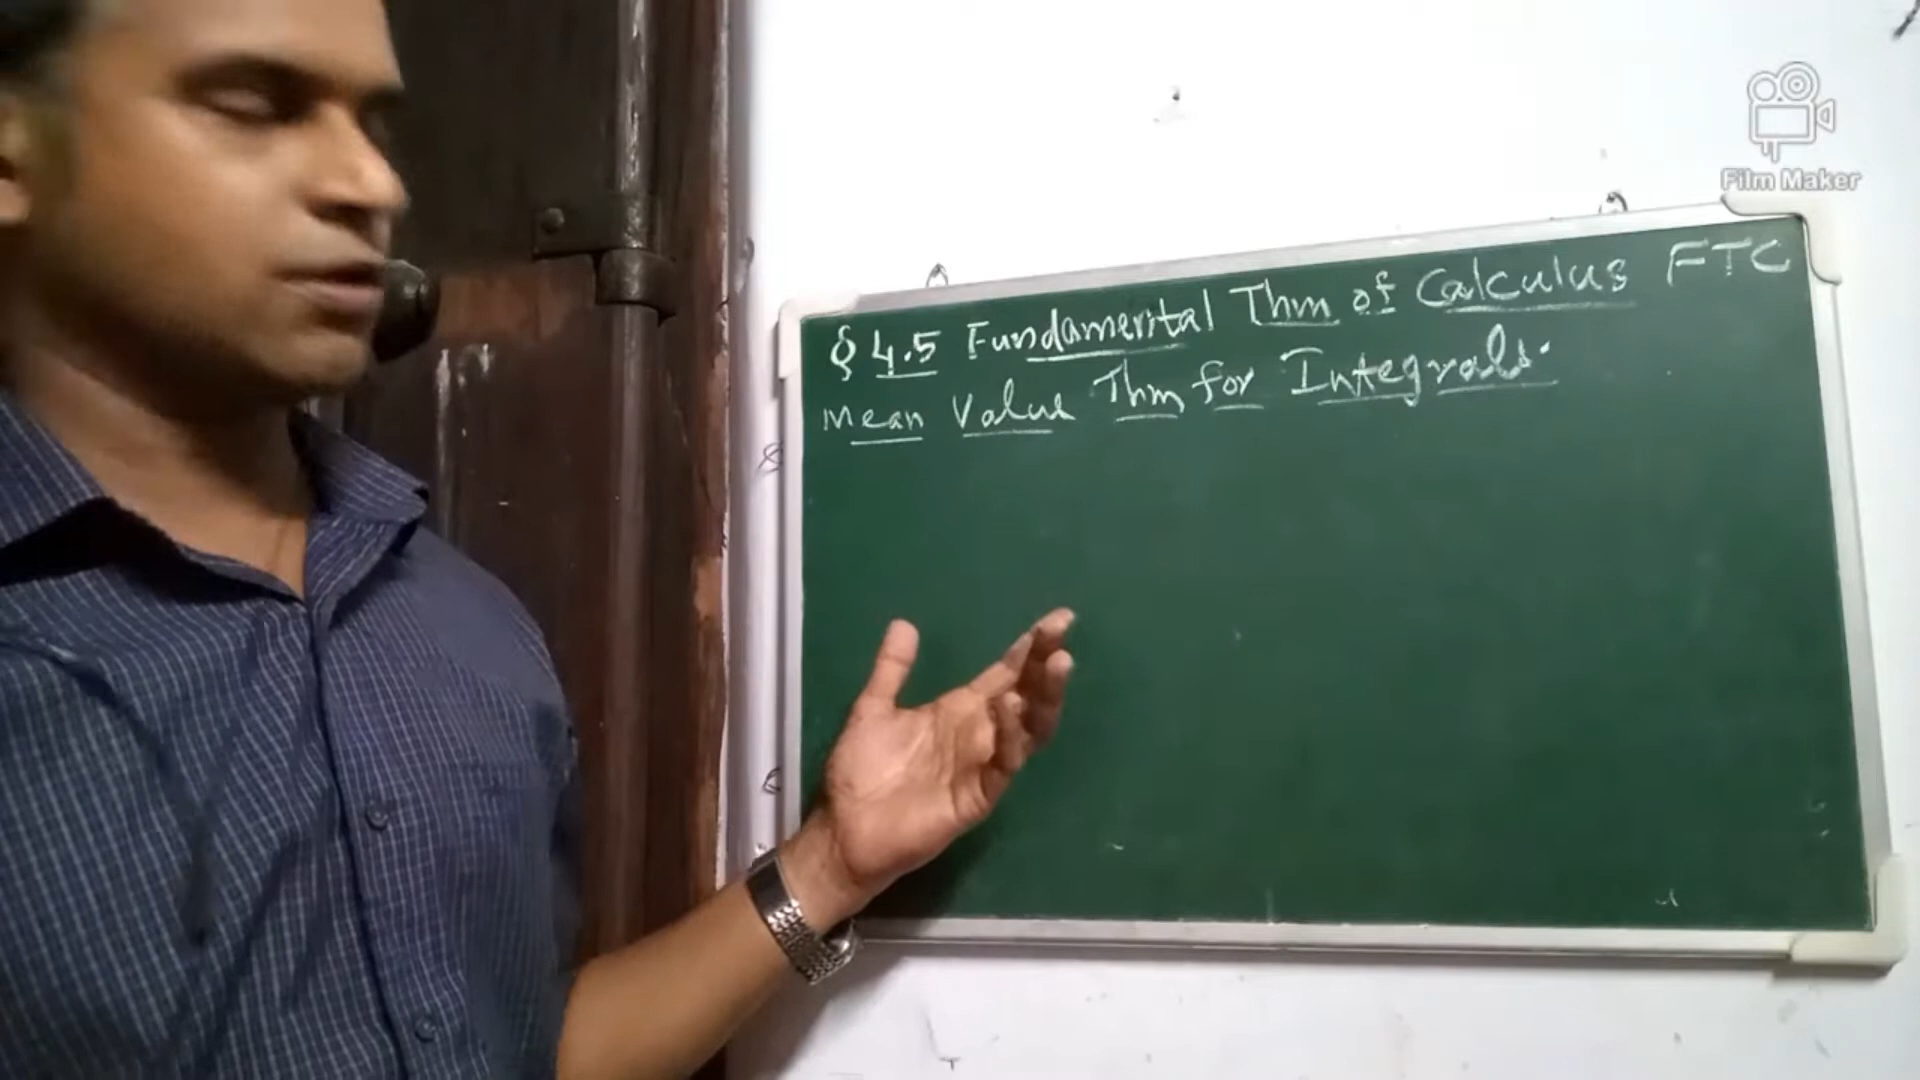 Film Maker
§ 4.5 Fundamental Thm of Calculus FTC
Mean Value Thm for Integrals.